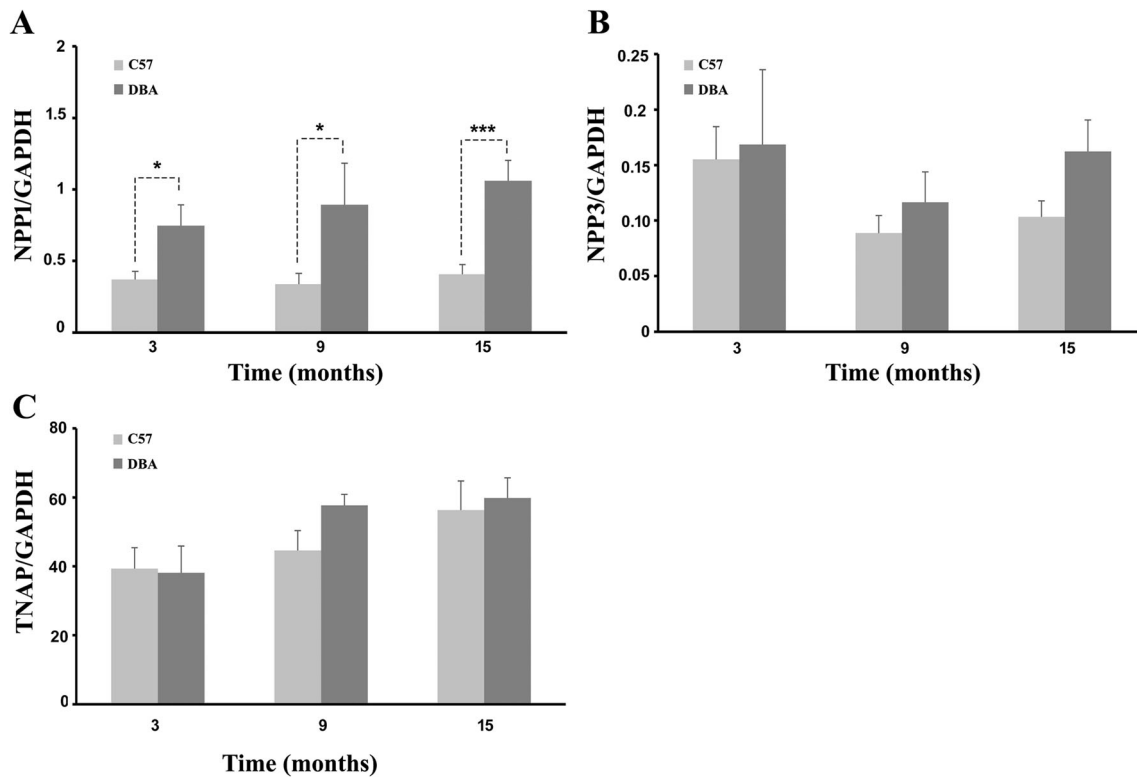 A
NPP1/GAPDH
2
1.5
1
0.5
0
C57
DBA
*
*
***
3
9
15
Time (months)
B
NPP3/GAPDH
0.25
0.2
0.15
0.10
0.05
0
C57
DBA
3
9
15
Time (months)
C
TNAP/GAPDH
80
60
40
20
0
C57
DBA
3
9
15
Time (months)